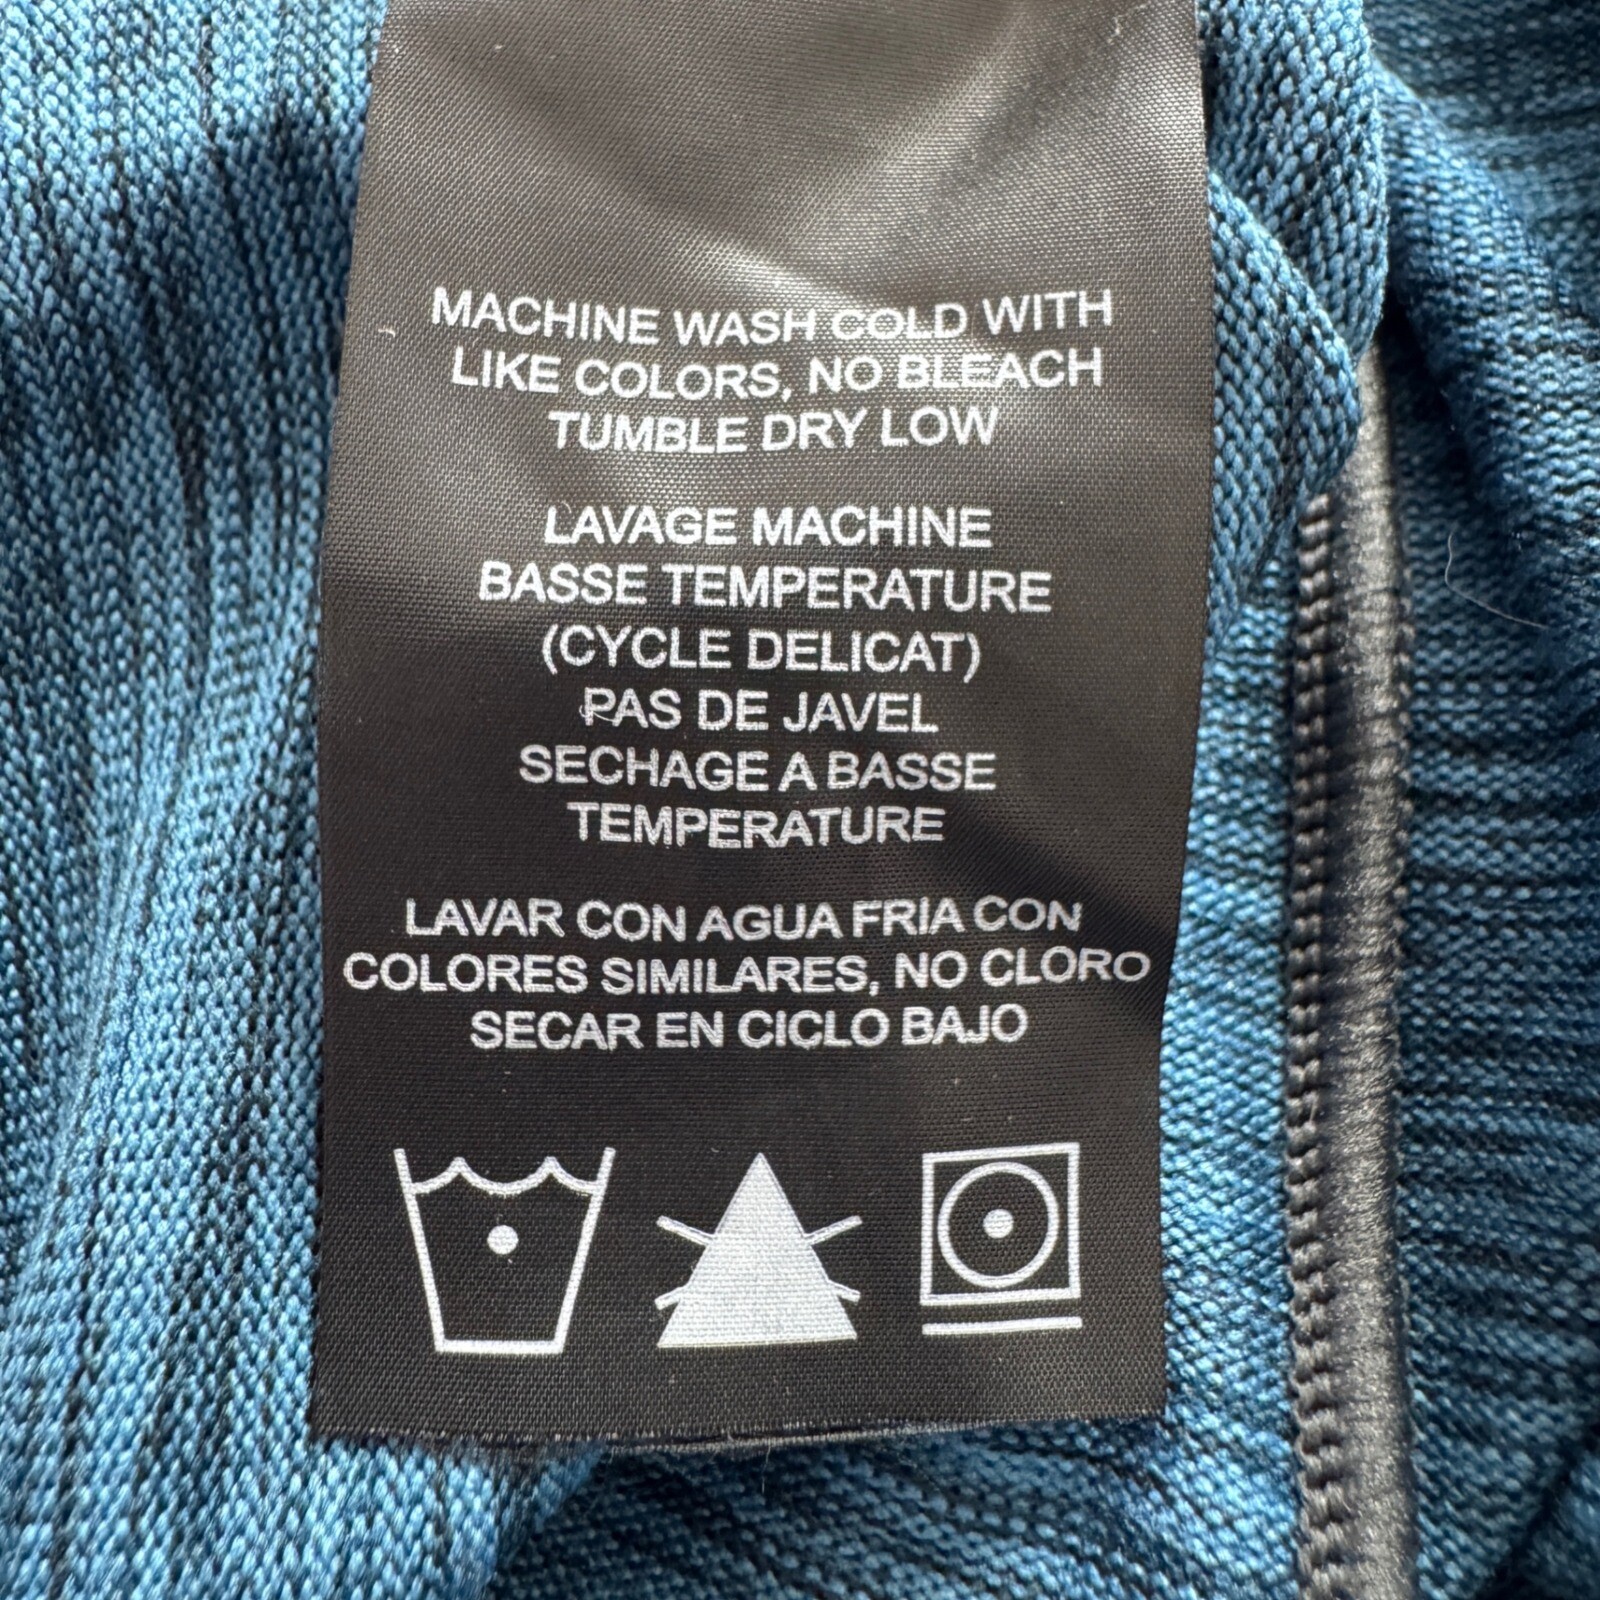 MACHINE WASH COLD WITH
LIKE COLORS, NO BLEACH
TUMBLE DRY LOW
LAVAGE MACHINE
BASSE TEMPERATURE
(CYCLE DELICAT)
PAS DE JAVEL
SECHAGE A BASSE
TEMPERATURE
LAVAR CON AGUA FRIA CON
COLORES SIMILARES, NO CLORO
SECAR EN CICLO BAJO